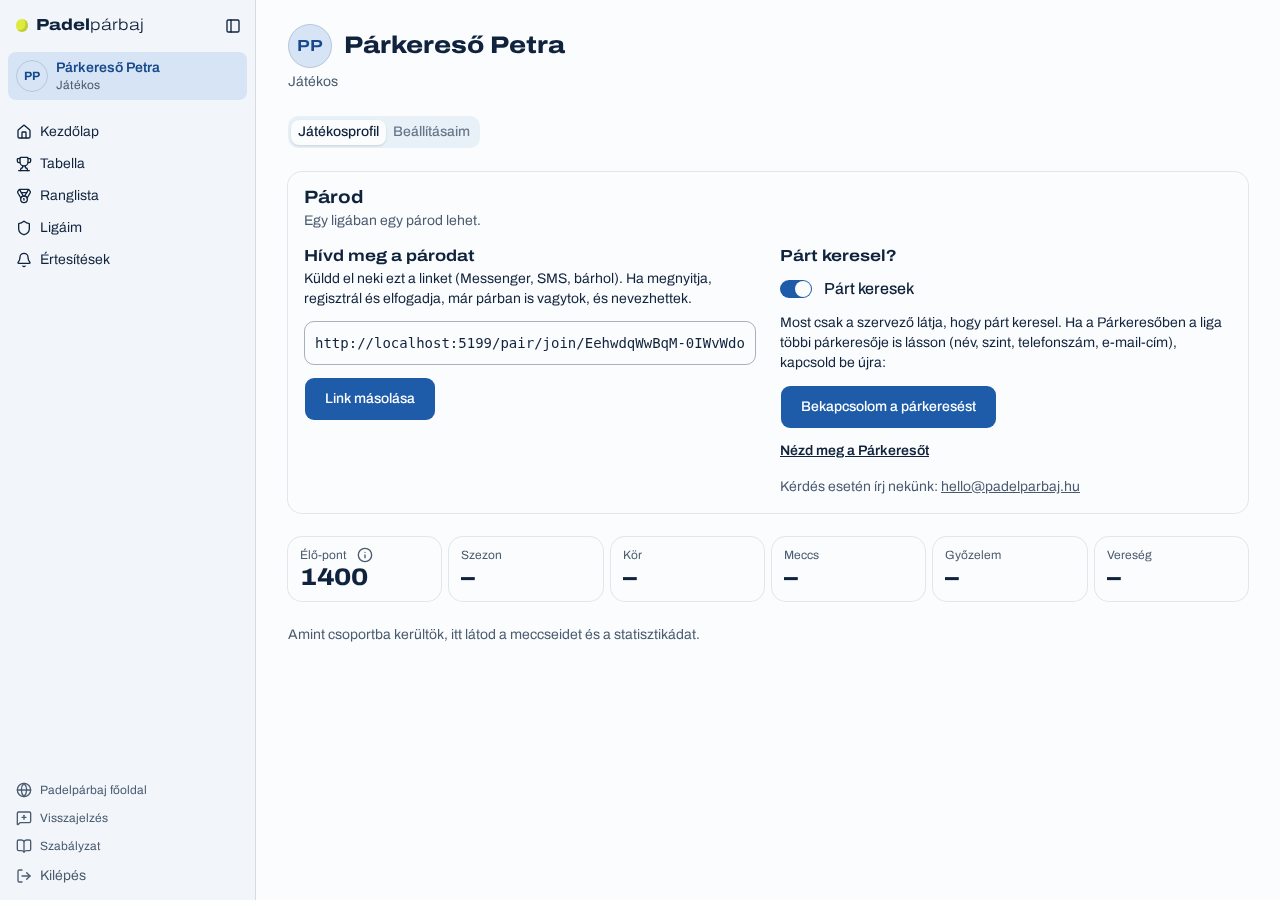 Padelpárbaj
PP
Párkereső Petra
Játékos
Kezdőlap
Tabella
Ranglista
Ligáim
Értesítések
Padelpárbaj főoldal
Visszajelzés
Szabályzat
Kilépés
PP
Párkereső Petra
Játékos
Játékosprofil
Beállításaim
Párod
Egy ligában egy párod lehet.
Hívd meg a párodat
Küldd el neki ezt a linket (Messenger, SMS, bárhol). Ha megnyitja,
regisztrál és elfogadja, már párban is vagytok, és nevezhettek.
http://localhost:5199/pair/join/EehwdqWwBqM-0IWvWdo
Link másolása
Párt keresel?
Párt keresek
Most csak a szervező látja, hogy párt keresel. Ha a Párkeresőben a liga
többi párkeresője is lásson (név, szint, telefonszám, e-mail-cím),
kapcsold be újra:
Bekapcsolom a párkeresést
Nézd meg a Párkeresőt
Kérdés esetén írj nekünk: hello@padelparbaj.hu
Élő-pont
1400
Szezon
–
Kör
–
Meccs
–
Győzelem
–
Vereség
–
Amint csoportba kerültök, itt látod a meccseidet és a statisztikádat.